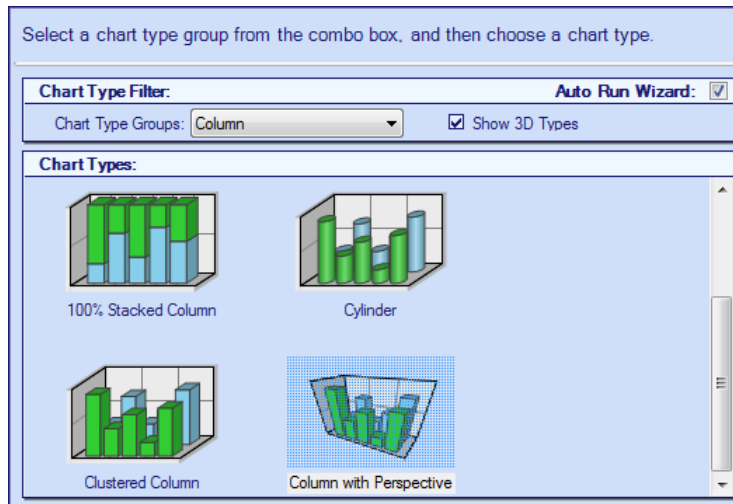 Select a chart type group from the combo box, and then choose a chart type.
Chart Type Filter: Auto Run Wizard:
Chart Type Groups: Column Show 3D Types
Chart Types:
100% Stacked Column Cylinder
Clustered Column Column with Perspective